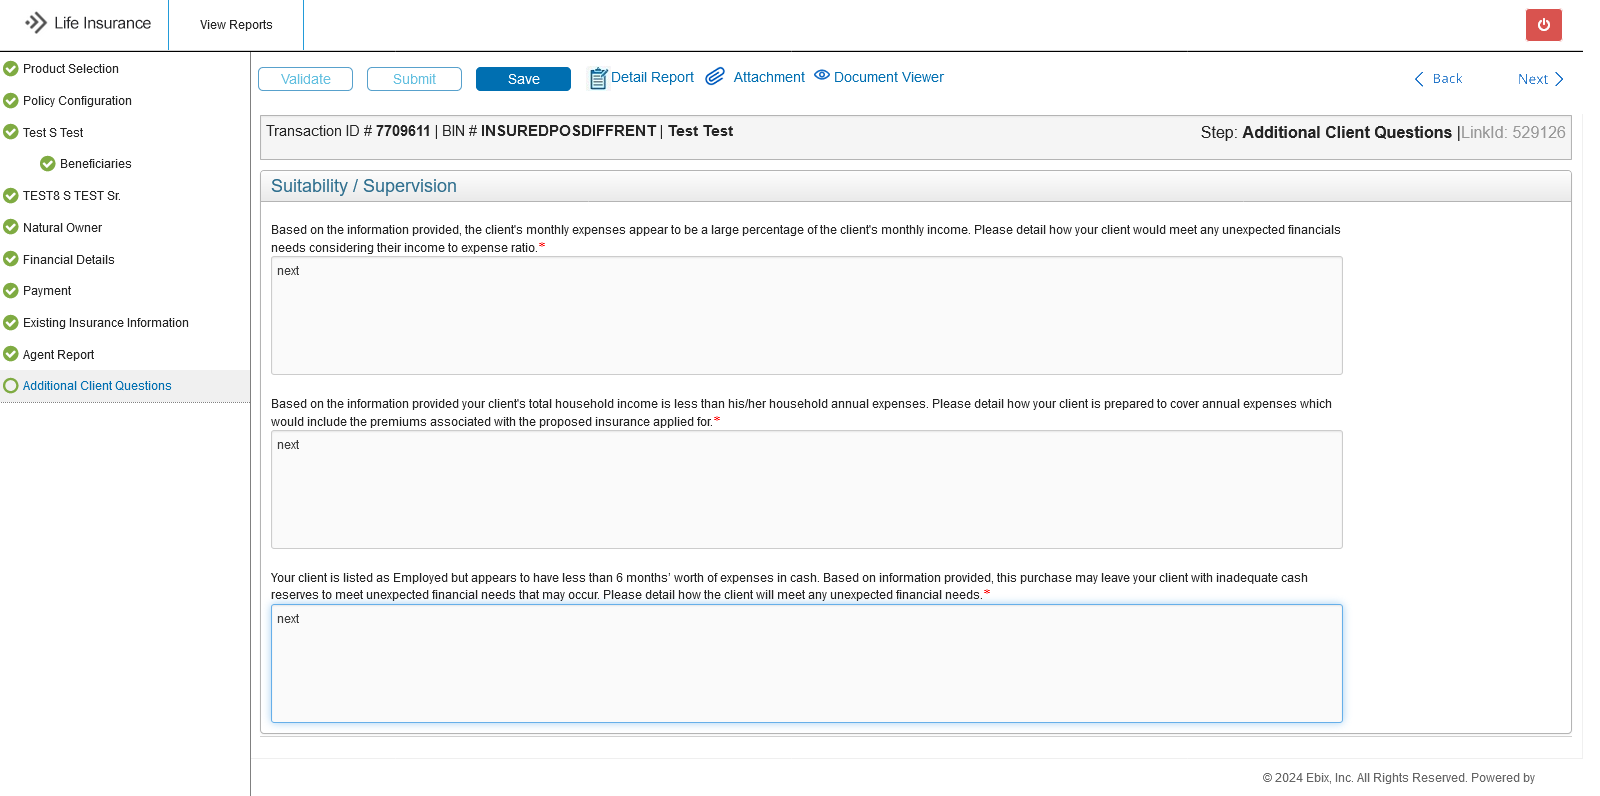 Life Insurance
View Reports
Product Selection
Policy Configuration
Test S Test
Beneficiaries
TEST8 S TEST Sr.
Natural Owner
Financial Details
Payment
Existing Insurance Information
Agent Report
Additional Client Questions
Validate
Submit
Save
Detail Report
Attachment
Document Viewer
Back
Next
Transaction ID # 7709611 | BIN # INSUREDPOSDIFFRENT | Test Test
Step: Additional Client Questions |LinkId: 529126
Suitability / Supervision
Based on the information provided, the client's monthly expenses appear to be a large percentage of the client's monthly income. Please detail how your client would meet any unexpected financials
needs considering their income to expense ratio.*
next
Based on the information provided your client's total household income is less than his/her household annual expenses. Please detail how your client is prepared to cover annual expenses which
would include the premiums associated with the proposed insurance applied for.*
next
Your client is listed as Employed but appears to have less than 6 months’ worth of expenses in cash. Based on information provided, this purchase may leave your client with inadequate cash
reserves to meet unexpected financial needs that may occur. Please detail how the client will meet any unexpected financial needs.*
next
© 2024 Ebix, Inc. All Rights Reserved. Powered by